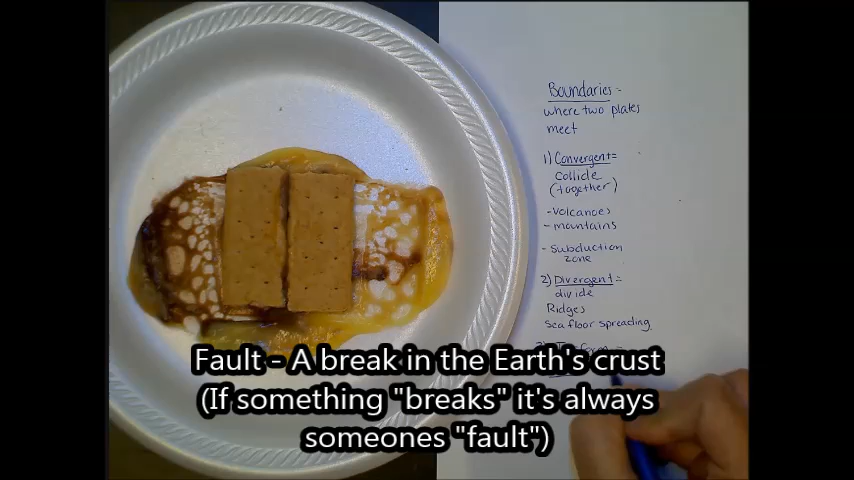 Boundaries -
where two plates
meet
1) Convergent=
collide
(together)
-Volcanoes
- mountains
- Subduction
zone
2) Divergent=
divide
Ridges
Sea floor spreading
Fault - A break in the Earth's crust
(If something "breaks" it's always
someones "fault")